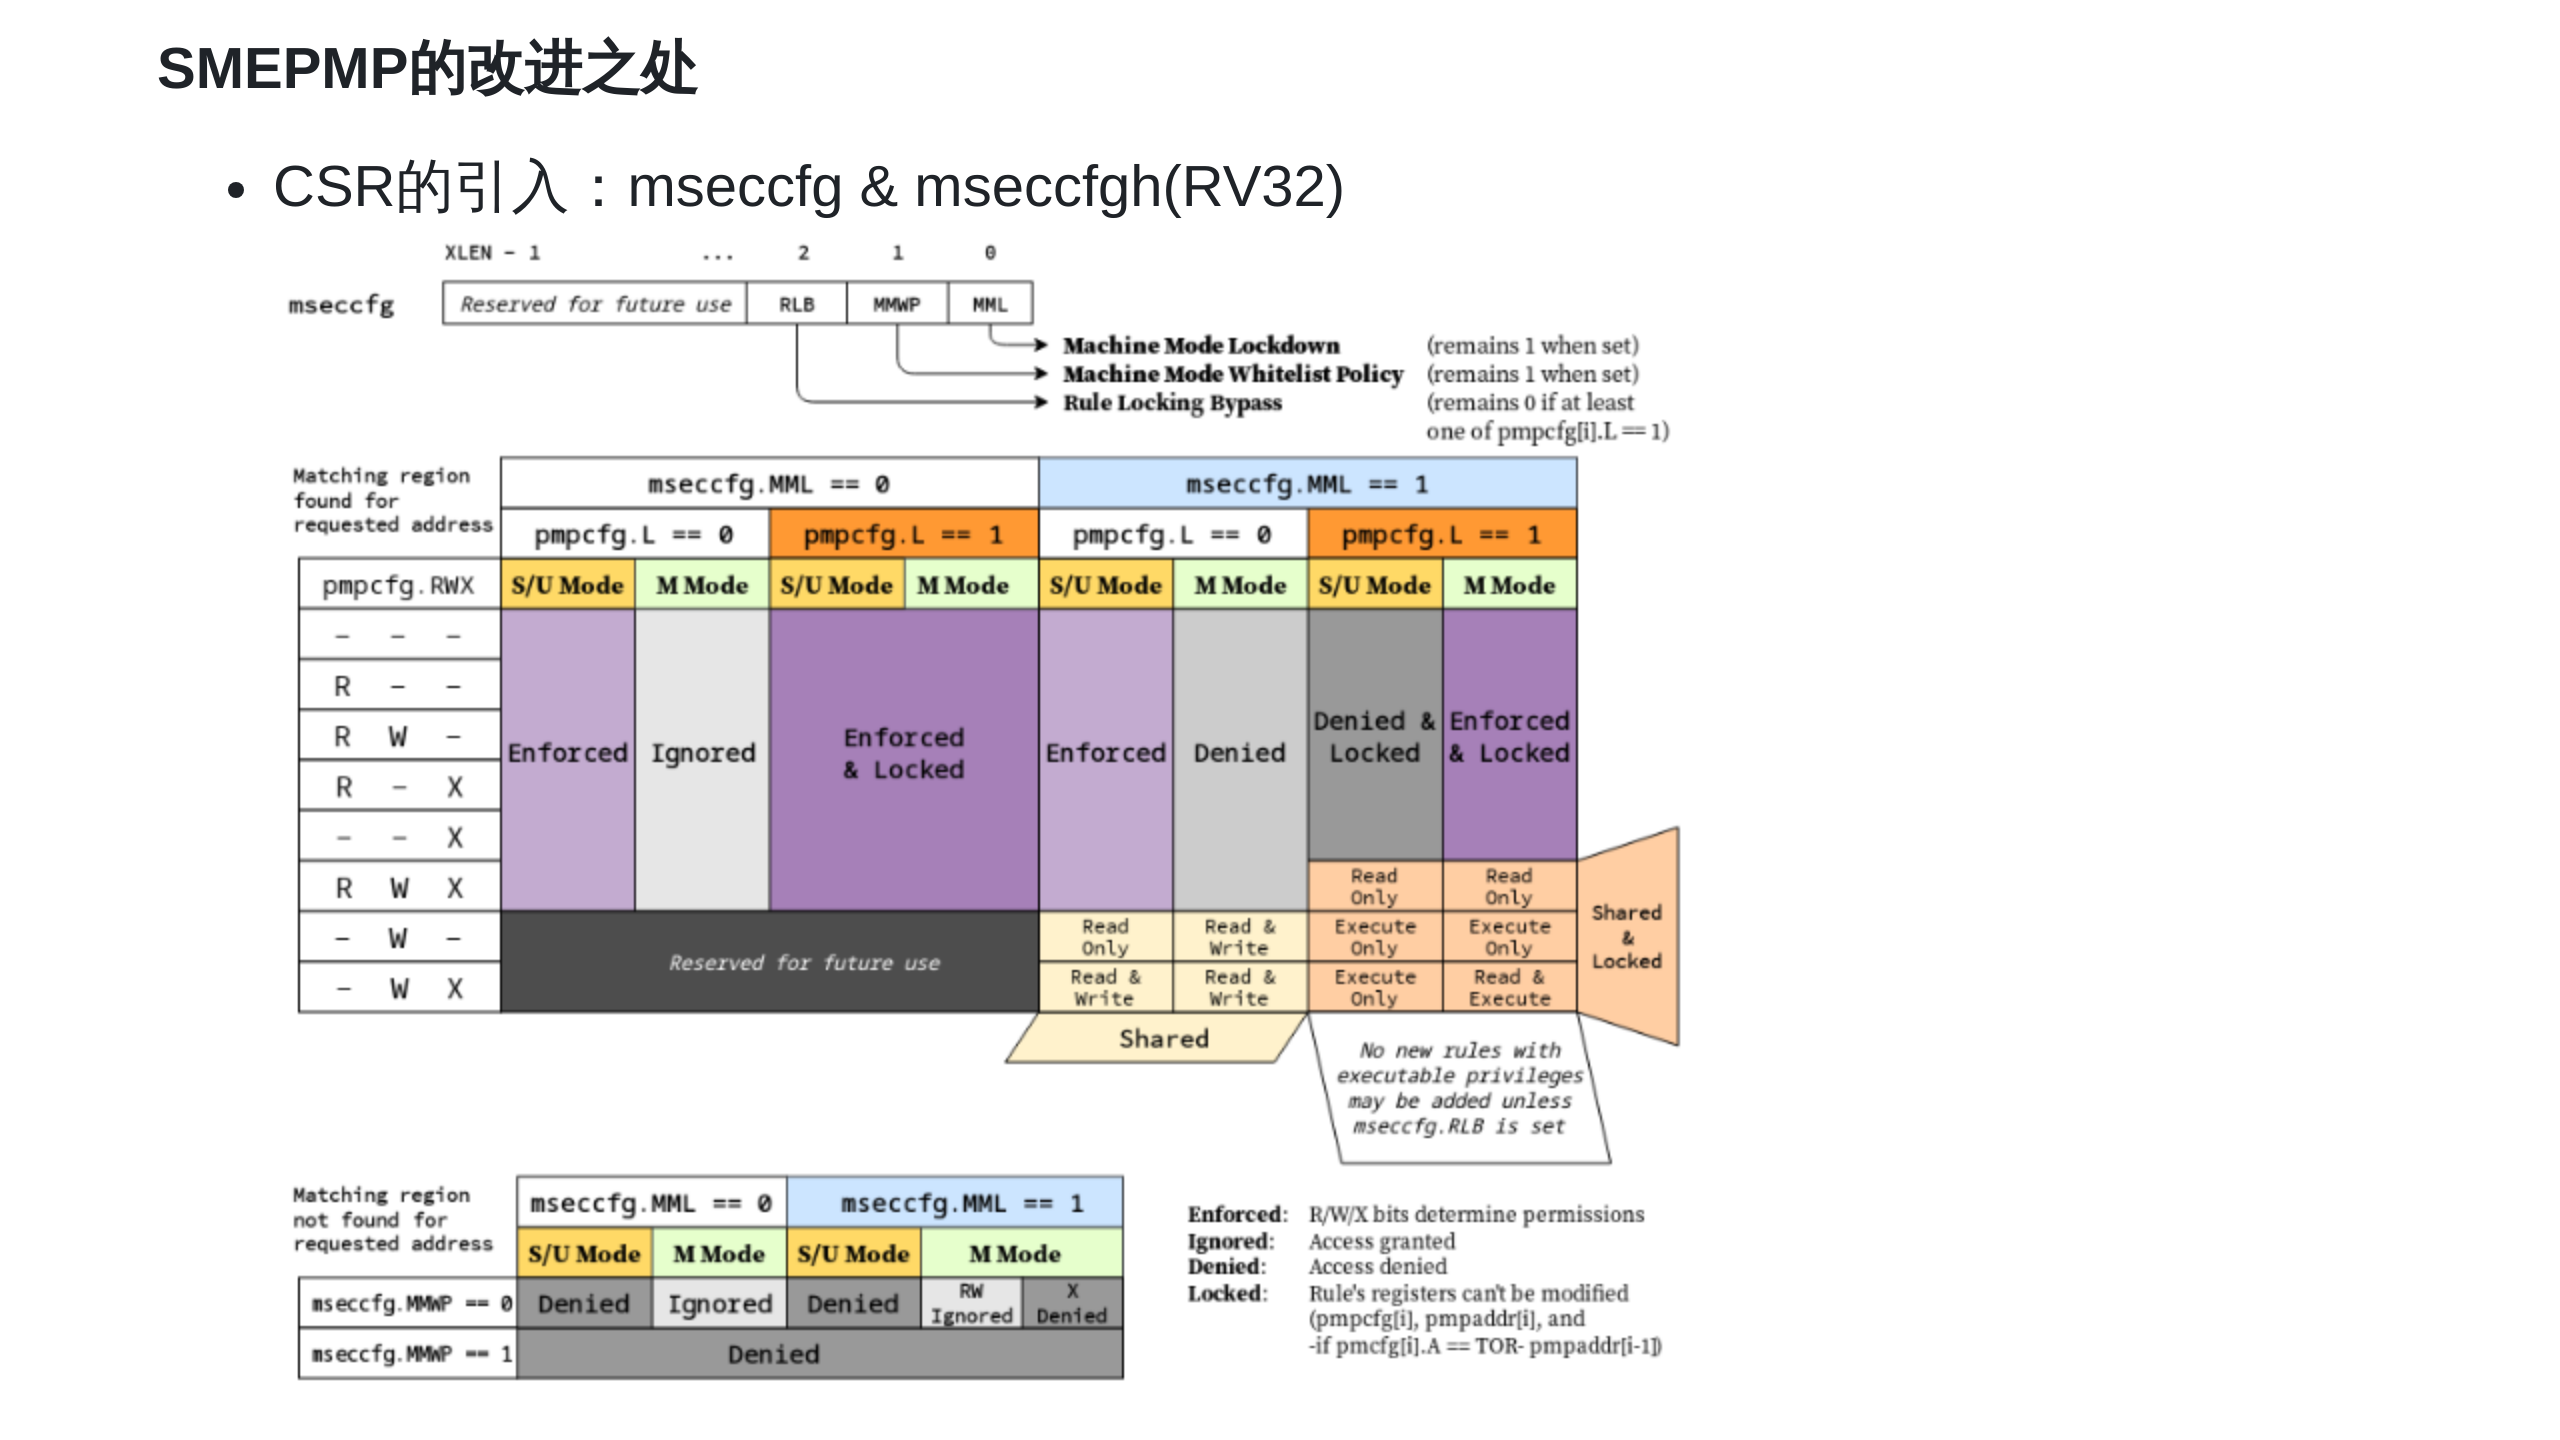 SMEPMP的改进之处
• CSR的引入：mseccfg & mseccfgh(RV32)
XLEN - 1 ... 2 1 0
mseccfg Reserved for future use RLB MMWP MML
Machine Mode Lockdown (remains 1 when set)
Machine Mode Whitelist Policy (remains 1 when set)
Rule Locking Bypass (remains 0 if at least
one of pmpcfg[i].L == 1)
Matching region
found for
requested address
mseccfg.MML == 0 mseccfg.MML == 1
pmpcfg.L == 0 pmpcfg.L == 1 pmpcfg.L == 0 pmpcfg.L == 1
pmpcfg.RWX S/U Mode M Mode S/U Mode M Mode S/U Mode M Mode S/U Mode M Mode
- - -
R - -
R W -
R - X
- - X
R W X
- W -
- W X
Enforced Ignored
Enforced
& Locked
Enforced Denied
Denied &
Locked
Enforced
& Locked
Read
Only
Read
Only
Reserved for future use
Read
Only
Read &
Write
Execute
Only
Execute
Only
Read &
Write
Read &
Write
Execute
Only
Read &
Execute
Shared
&
Locked
Shared
No new rules with
executable privileges
may be added unless
mseccfg.RLB is set
Matching region
not found for
requested address
mseccfg.MML == 0 mseccfg.MML == 1
S/U Mode M Mode S/U Mode M Mode
mseccfg.MMWP == 0 Denied Ignored Denied
RW
Ignored
X
Denied
mseccfg.MMWP == 1 Denied
Enforced: R/W/X bits determine permissions
Ignored: Access granted
Denied: Access denied
Locked: Rule's registers can't be modified
(pmpcfg[i], pmpaddr[i], and
-if pmcfg[i].A == TOR- pmpaddr[i-1])